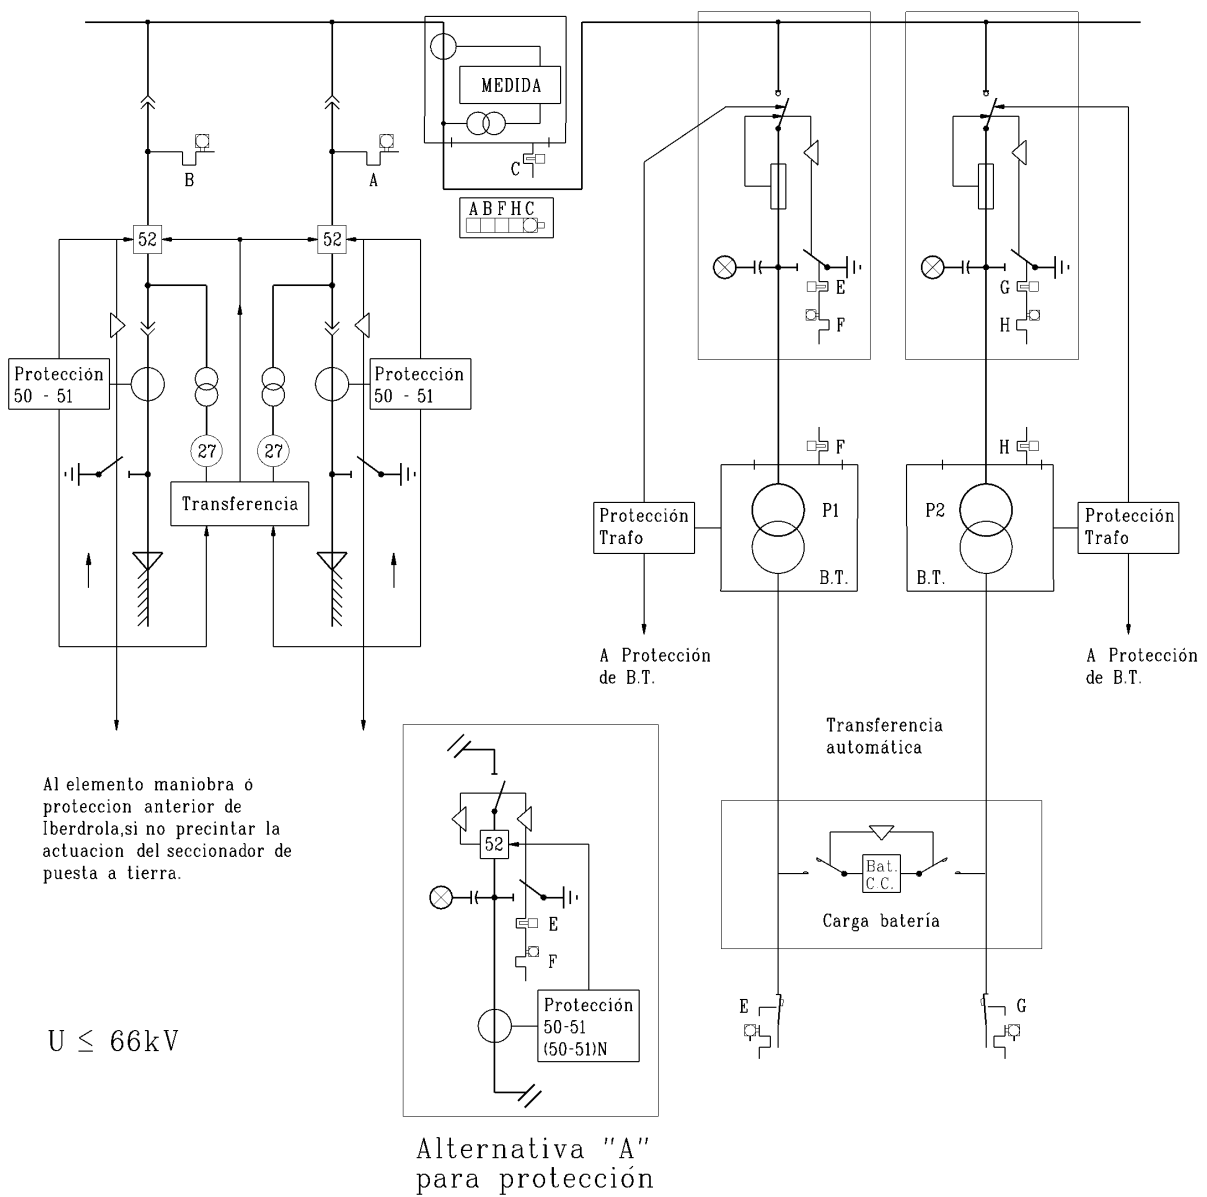 MEDIDA
B
A
C
A B F H C
52
52
E
F
G
H
Protección
50 - 51
Protección
50 - 51
27
27
Transferencia
F
H
Protección
Trafo
P1
B.T.
P2
B.T.
Protección
Trafo
A Protección
de B.T.
A Protección
de B.T.
Transferencia
automática
Al elemento maniobra ó
proteccion anterior de
Iberdrola,si no precintar la
actuacion del seccionador de
puesta a tierra.
52
E
F
Protección
50-51
(50-51)N
Bat.
C.C.
Carga batería
E
G
U ≤ 66kV
Alternativa "A"
para protección